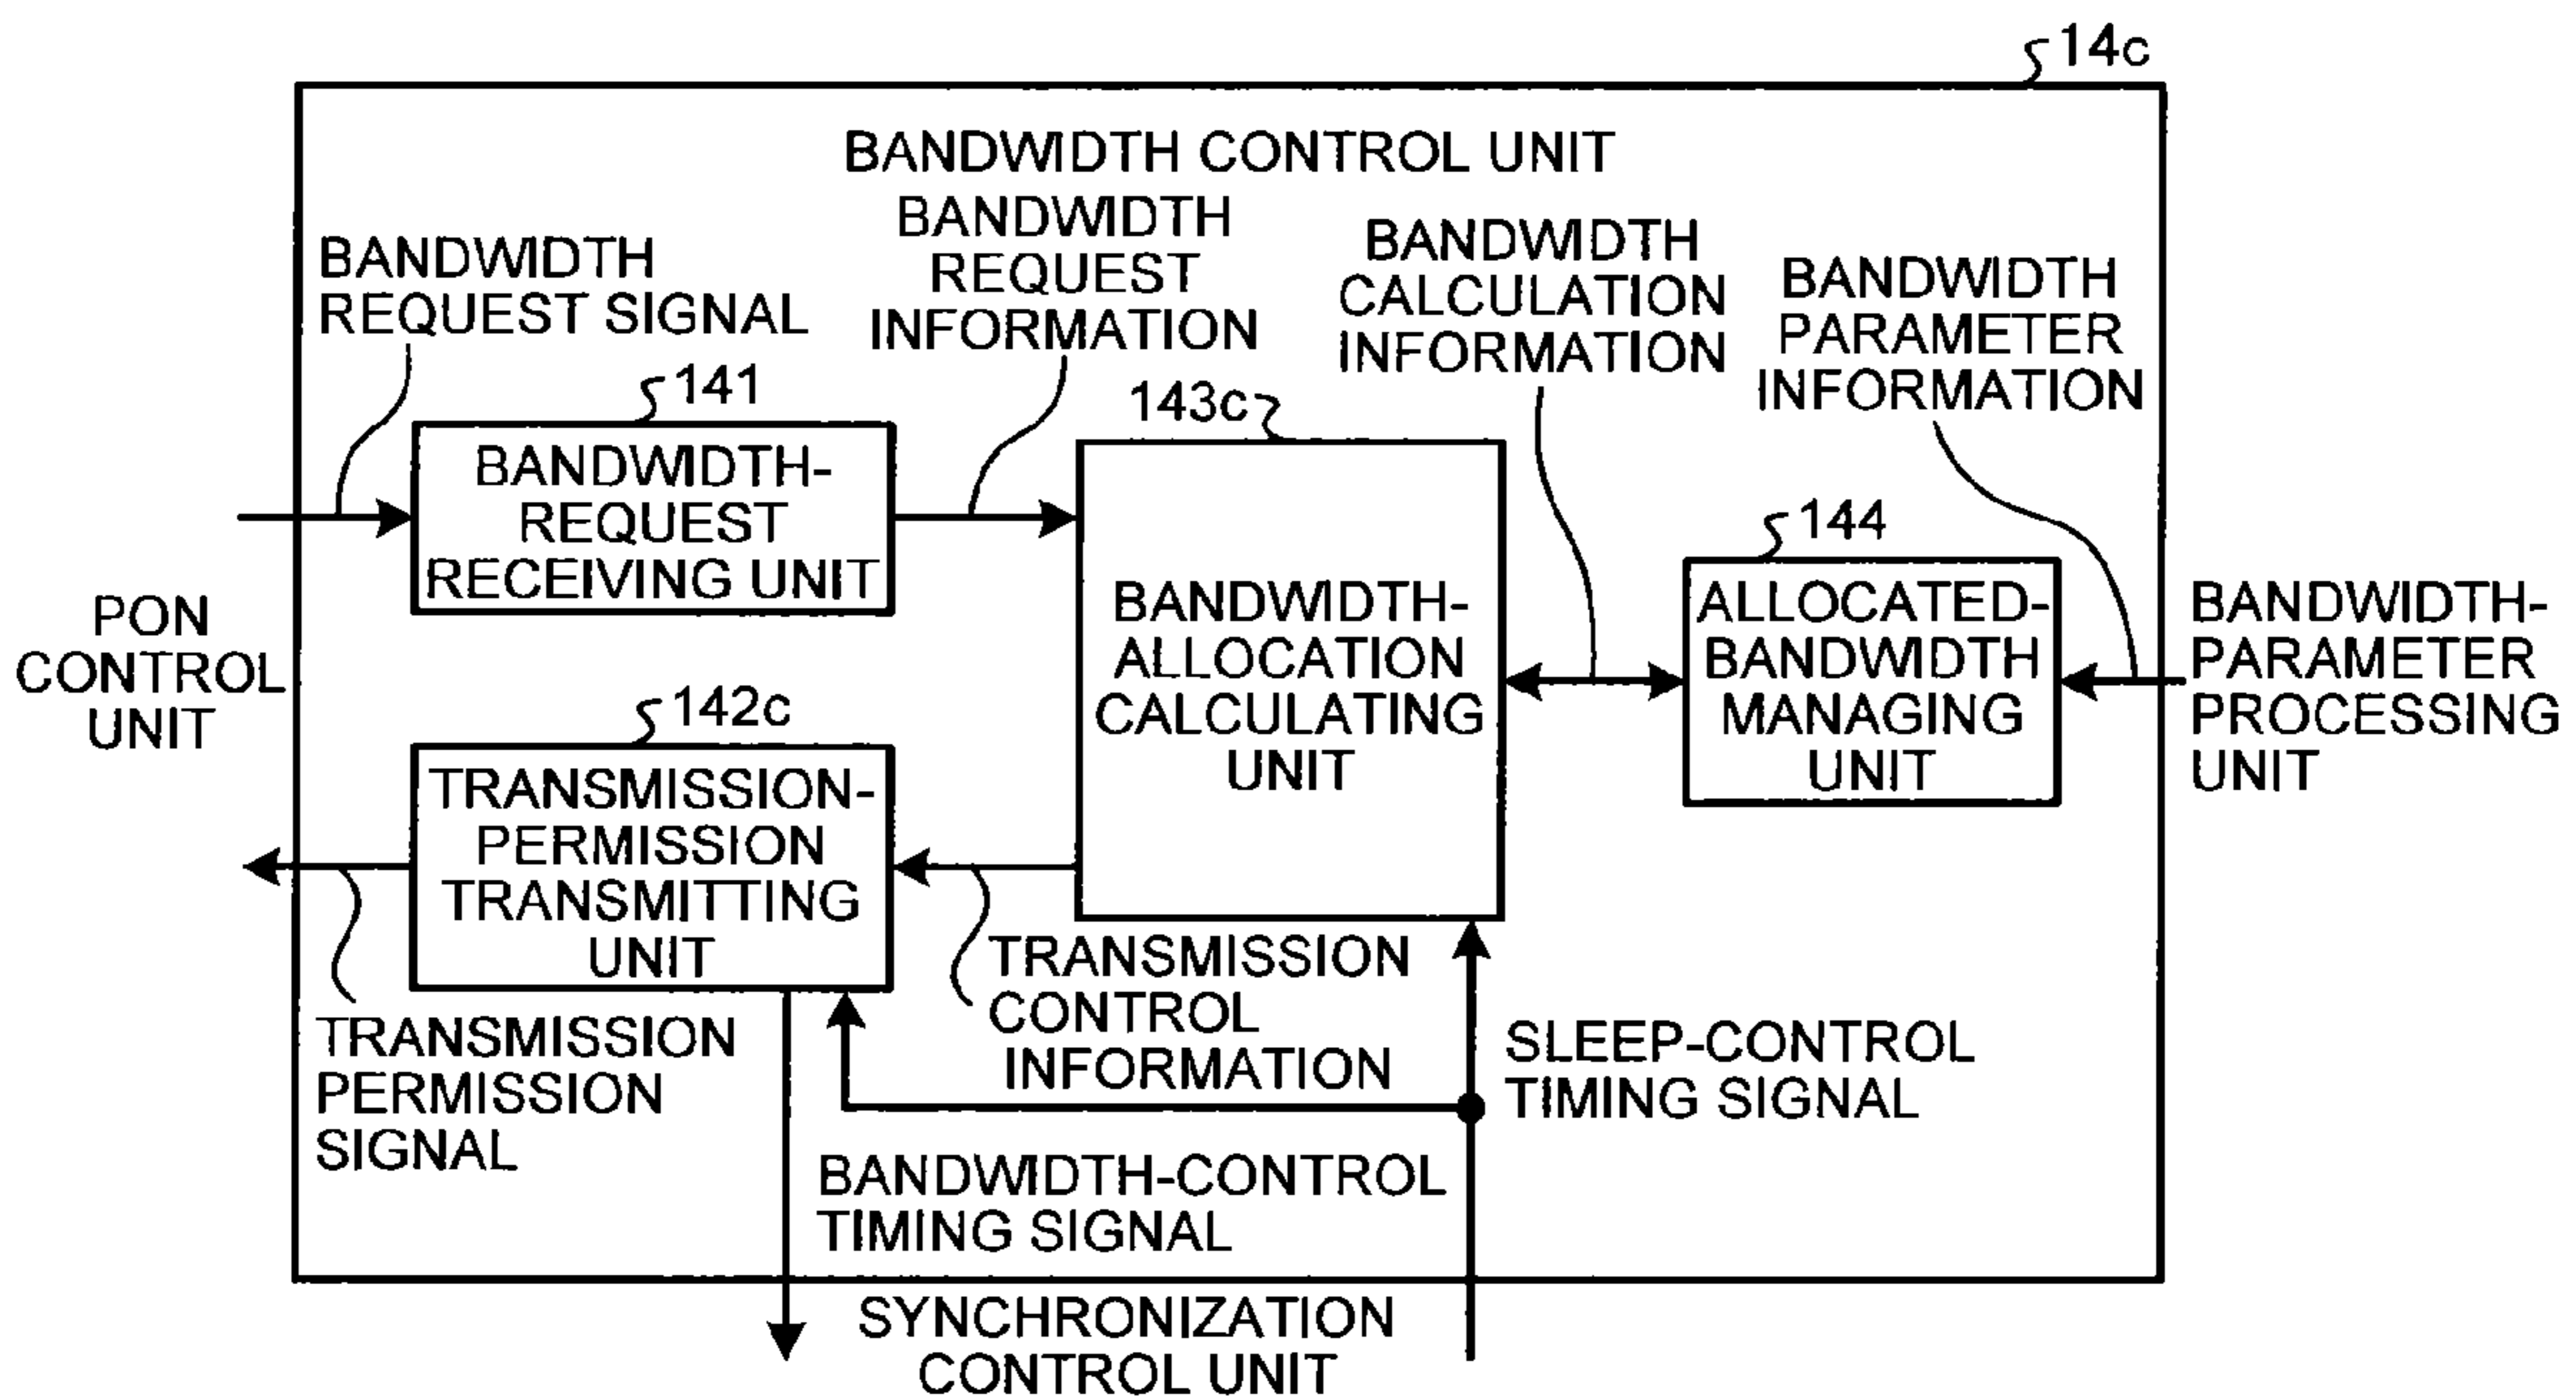 14c
BANDWIDTH CONTROL UNIT
BANDWIDTH
REQUEST SIGNAL
BANDWIDTH
REQUEST
INFORMATION
BANDWIDTH
CALCULATION
INFORMATION
BANDWIDTH
PARAMETER
INFORMATION
141
BANDWIDTH-
REQUEST
RECEIVING UNIT
143c
BANDWIDTH-
ALLOCATION
CALCULATING
UNIT
144
ALLOCATED-
BANDWIDTH
MANAGING
UNIT
BANDWIDTH-
PARAMETER
PROCESSING
UNIT
PON
CONTROL
UNIT
142c
TRANSMISSION-
PERMISSION
TRANSMITTING
UNIT
TRANSMISSION
CONTROL
INFORMATION
TRANSMISSION
PERMISSION
SIGNAL
SLEEP-CONTROL
TIMING SIGNAL
BANDWIDTH-CONTROL
TIMING SIGNAL
SYNCHRONIZATION
CONTROL UNIT